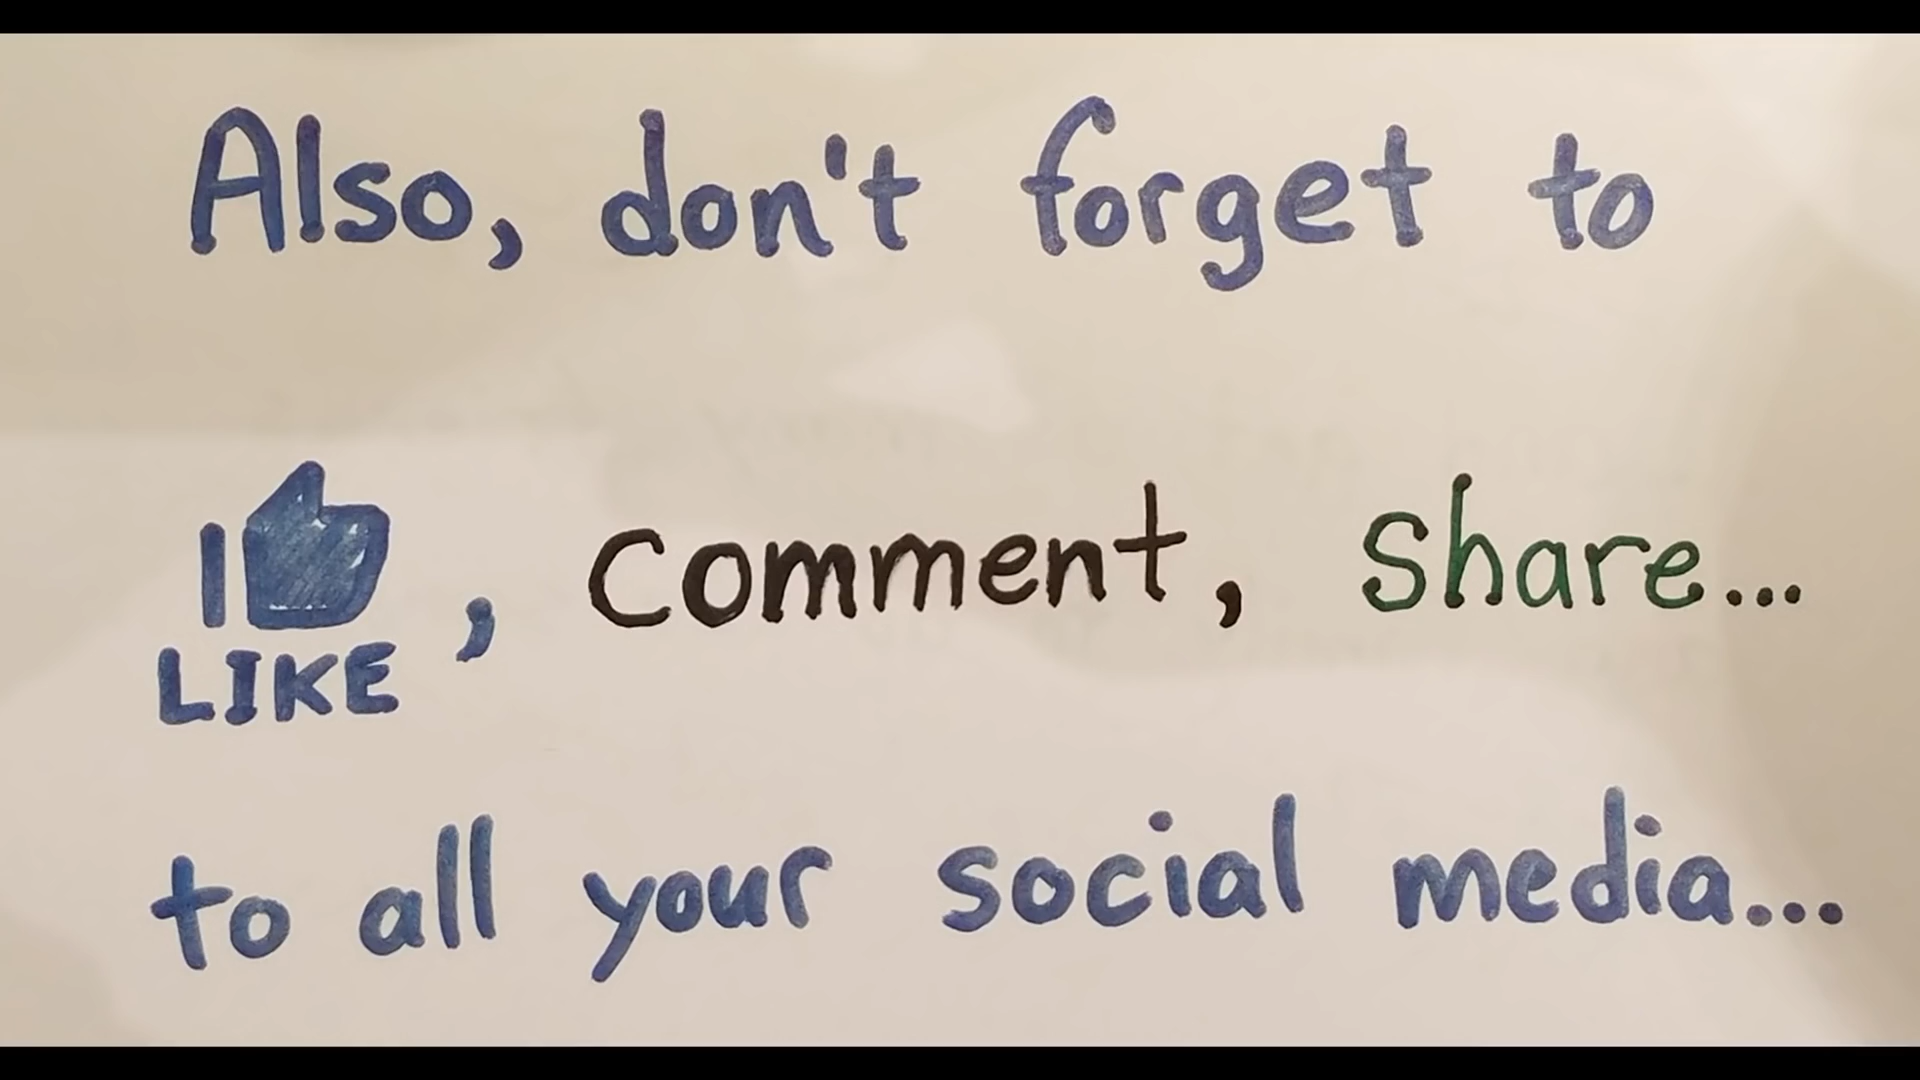 Also, don't forget to
LIKE, Comment, Share...
to all your social media...